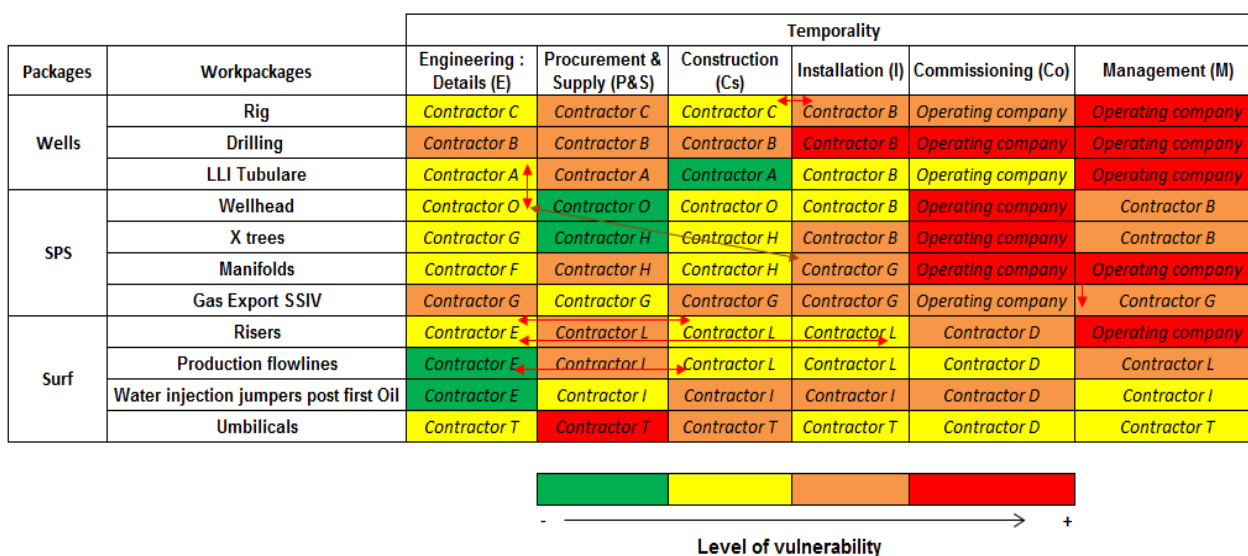 Temporality
Packages Workpackages Engineering : Details (E) Procurement & Supply (P&S) Construction (Cs) Installation (I) Commissioning (Co) Management (M)
Wells
Rig Contractor C Contractor C Contractor C Contractor B Operating company Operating company
Drilling Contractor B Contractor B Contractor B Contractor B Operating company Operating company
LLI Tubulare Contractor A Contractor A Contractor A Contractor B Operating company Operating company
SPS
Wellhead Contractor O Contractor O Contractor O Contractor B Operating company Contractor B
X trees Contractor G Contractor H Contractor H Contractor B Operating company Contractor B
Manifolds Contractor F Contractor H Contractor H Contractor G Operating company Operating company
Gas Export SSIV Contractor G Contractor G Contractor G Contractor G Operating company Contractor G
Surf
Risers Contractor E Contractor L Contractor L Contractor L Contractor D Operating company
Production flowlines Contractor E Contractor I Contractor L Contractor L Contractor D Contractor L
Water injection jumpers post first Oil Contractor E Contractor I Contractor I Contractor I Contractor D Contractor I
Umbilicals Contractor T Contractor T Contractor T Contractor T Contractor D Contractor T
- +
Level of vulnerability